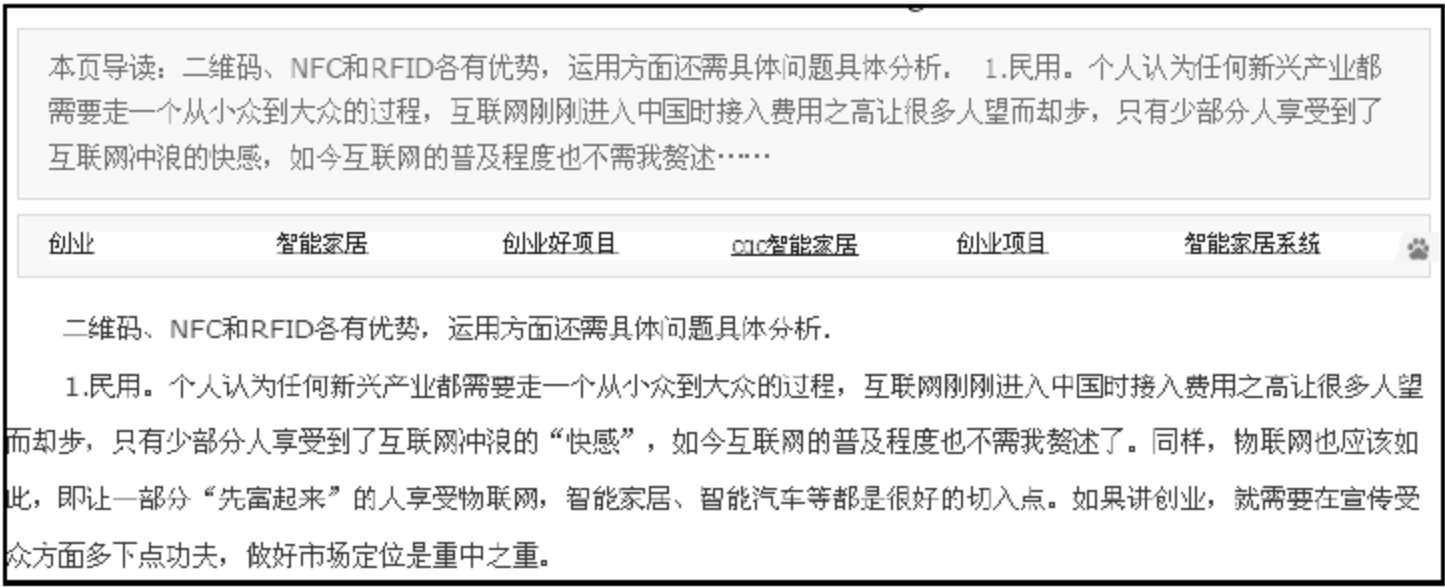 本页导读：二维码、NFC和RFID各有优势，运用方面还需具体问题具体分析． 1.民用。个人认为任何新兴产业都
需要走一个从小众到大众的过程，互联网刚刚进入中国时接入费用之高让很多人望而却步，只有少部分人享受到了
互联网冲浪的快感，如今互联网的普及程度也不需我赘述……
创业 智能家居 创业好项目 cqc智能家居 创业项目 智能家居系统
二维码、NFC和RFID各有优势，运用方面还需具体问题具体分析．
1.民用。个人认为任何新兴产业都需要走一个从小众到大众的过程，互联网刚刚进入中国时接入费用之高让很多人望
而却步，只有少部分人享受到了互联网冲浪的“快感”，如今互联网的普及程度也不需我赘述了。同样，物联网也应该如
此，即让一部分“先富起来”的人享受物联网，智能家居、智能汽车等都是很好的切入点。如果讲创业，就需要在宣传受
众方面多下点功夫，做好市场定位是重中之重。